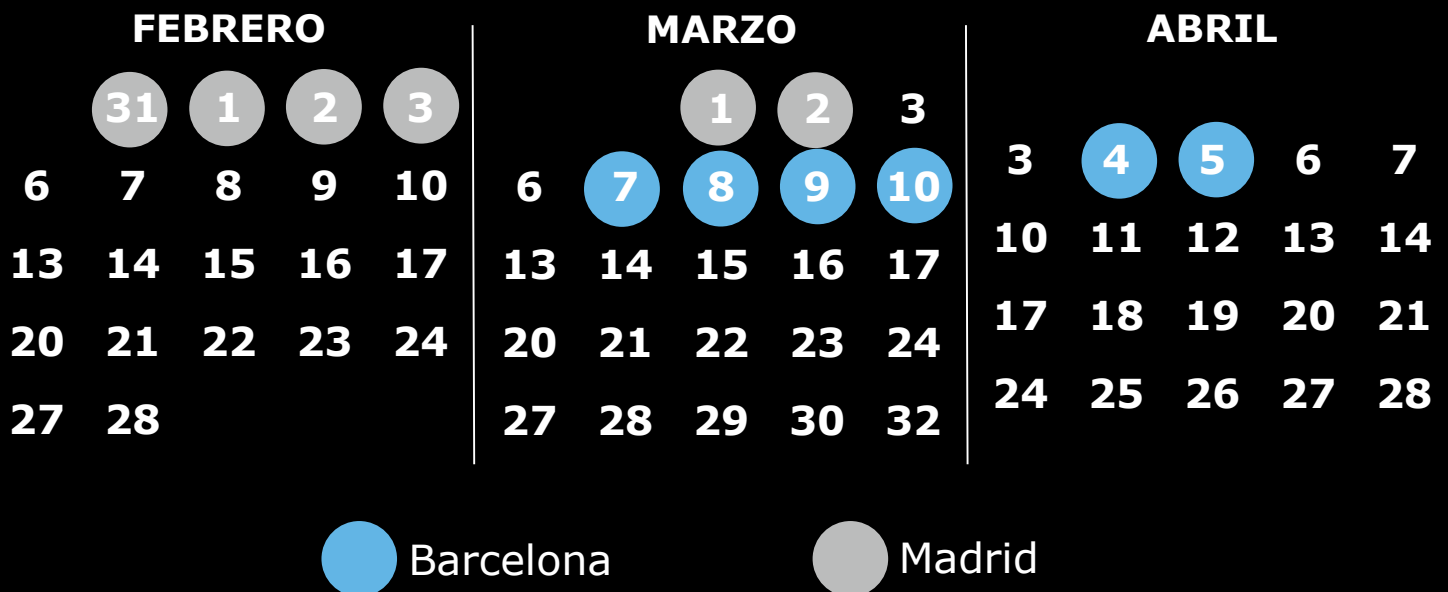 FEBRERO
31 1 2 3
6 7 8 9 10
13 14 15 16 17
20 21 22 23 24
27 28
MARZO
1 2 3
6 7 8 9 10
13 14 15 16 17
20 21 22 23 24
27 28 29 30 32
ABRIL
3 4 5 6 7
10 11 12 13 14
17 18 19 20 21
24 25 26 27 28
Barcelona
Madrid